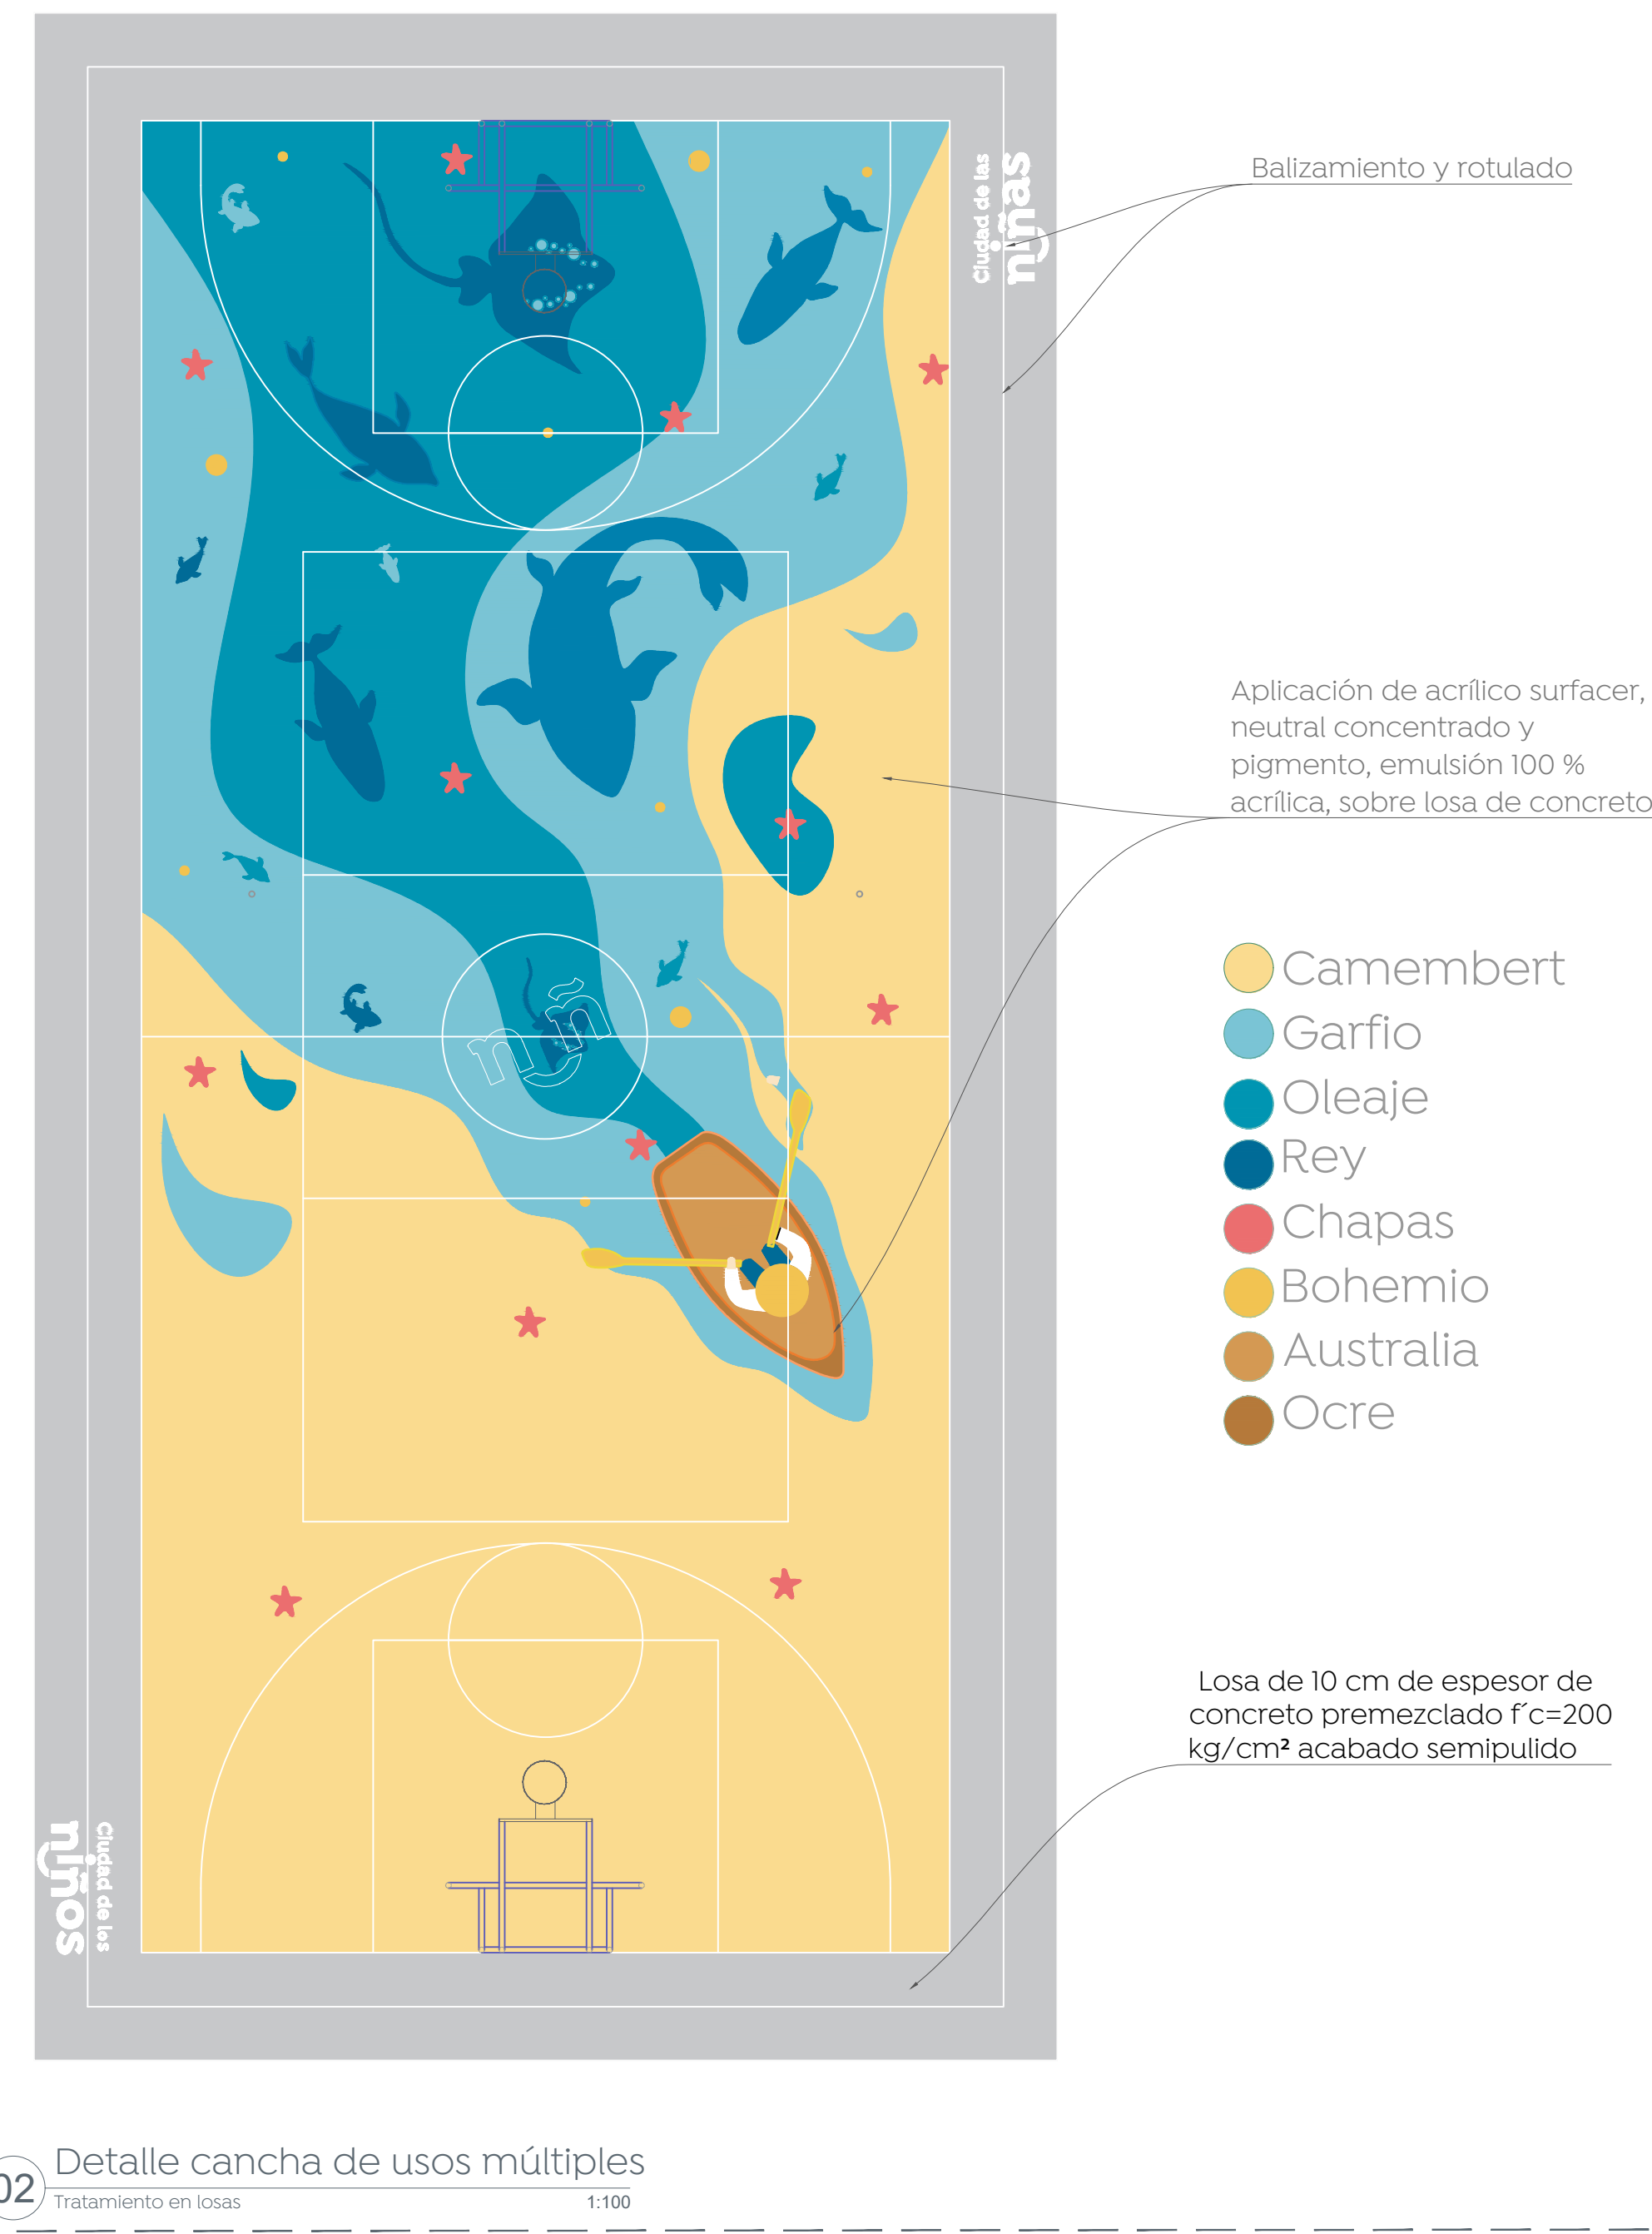 Ciudad de las
niñas
Balizamiento y rotulado
Aplicación de acrílico surfacer,
neutral concentrado y
pigmento, emulsión 100 %
acrílica, sobre losa de concreto
Camembert
Garfio
Oleaje
Rey
Chapas
Bohemio
Australia
Ocre
Losa de 10 cm de espesor de
concreto premezclado f´c=200
kg/cm² acabado semipulido
Ciudad de los
niños
02
Detalle cancha de usos múltiples
Tratamiento en losas
1:100